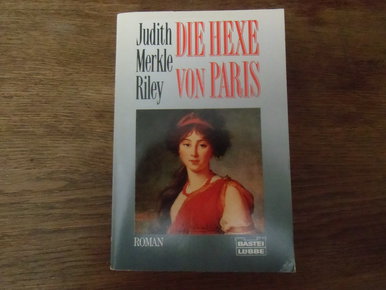 Judith
Merkle
Riley
DIE HEXE
VON PARIS
ROMAN
BASTEI
LÜBBE